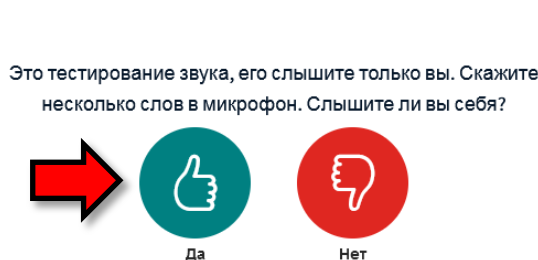 Это тестирование звука, его слышите только вы. Скажите
несколько слов в микрофон. Слышите ли вы себя?
Да
Нет